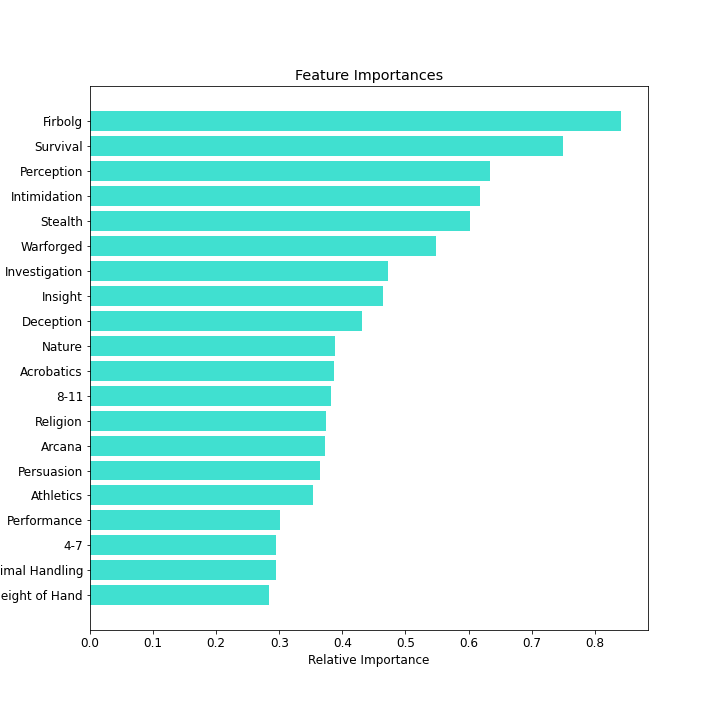 Feature Importances
Firbolg
Survival
Perception
Intimidation
Stealth
Warforged
Investigation
Insight
Deception
Nature
Acrobatics
8-11
Religion
Arcana
Persuasion
Athletics
Performance
4-7
imal Handling
eight of Hand
0.0 0.1 0.2 0.3 0.4 0.5 0.6 0.7 0.8
Relative Importance